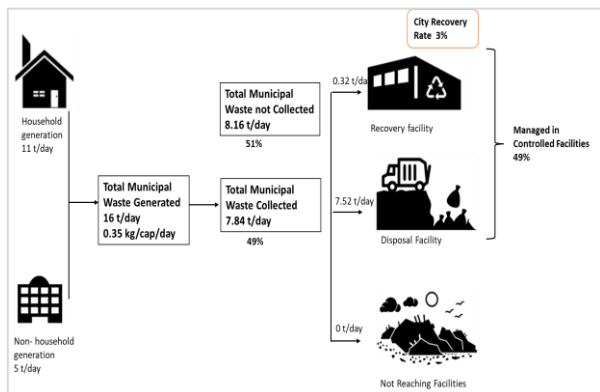 City Recovery
Rate 3%
Household
generation
11 t/day
Total Municipal
Waste not Collected
8.16 t/day
51%
0.32 t/day
Recovery facility
Managed in
Controlled Facilities
49%
Total Municipal
Waste Generated
16 t/day
0.35 kg/cap/day
Total Municipal
Waste Collected
7.84 t/day
49%
7.52 t/day
Disposal Facility
Non- household
generation
5 t/day
0 t/day
Not Reaching Facilities